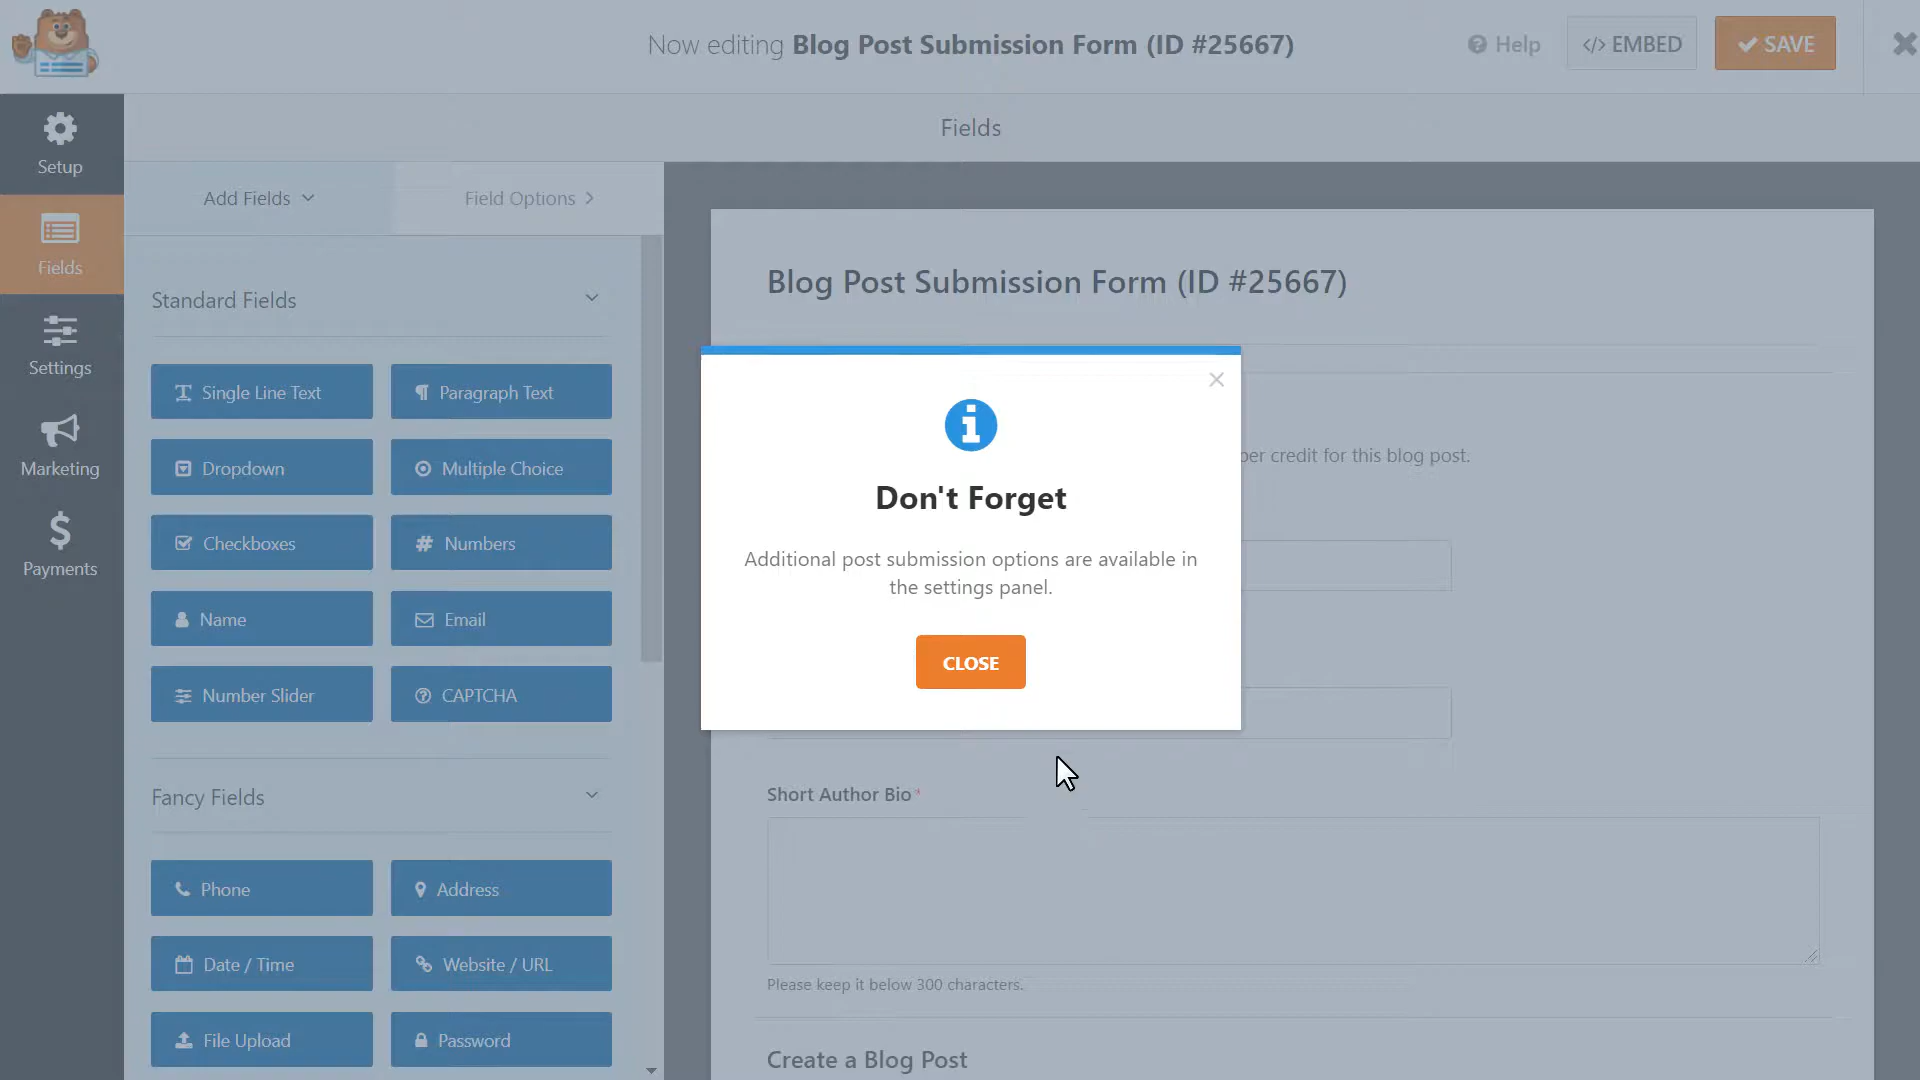 Now editing Blog Post Submission Form (ID #25667)
Help
</> EMBED
SAVE
Fields
Setup
Fields
Settings
Marketing
Payments
Add Fields
Field Options
Standard Fields
Single Line Text
Paragraph Text
Dropdown
Multiple Choice
Checkboxes
Numbers
Name
Email
Number Slider
CAPTCHA
Fancy Fields
Phone
Address
Date / Time
Website / URL
File Upload
Password
Blog Post Submission Form (ID #25667)
credit for this blog post.
Don't Forget
Additional post submission options are available in
the settings panel.
CLOSE
Short Author Bio *
Please keep it below 300 characters.
Create a Blog Post